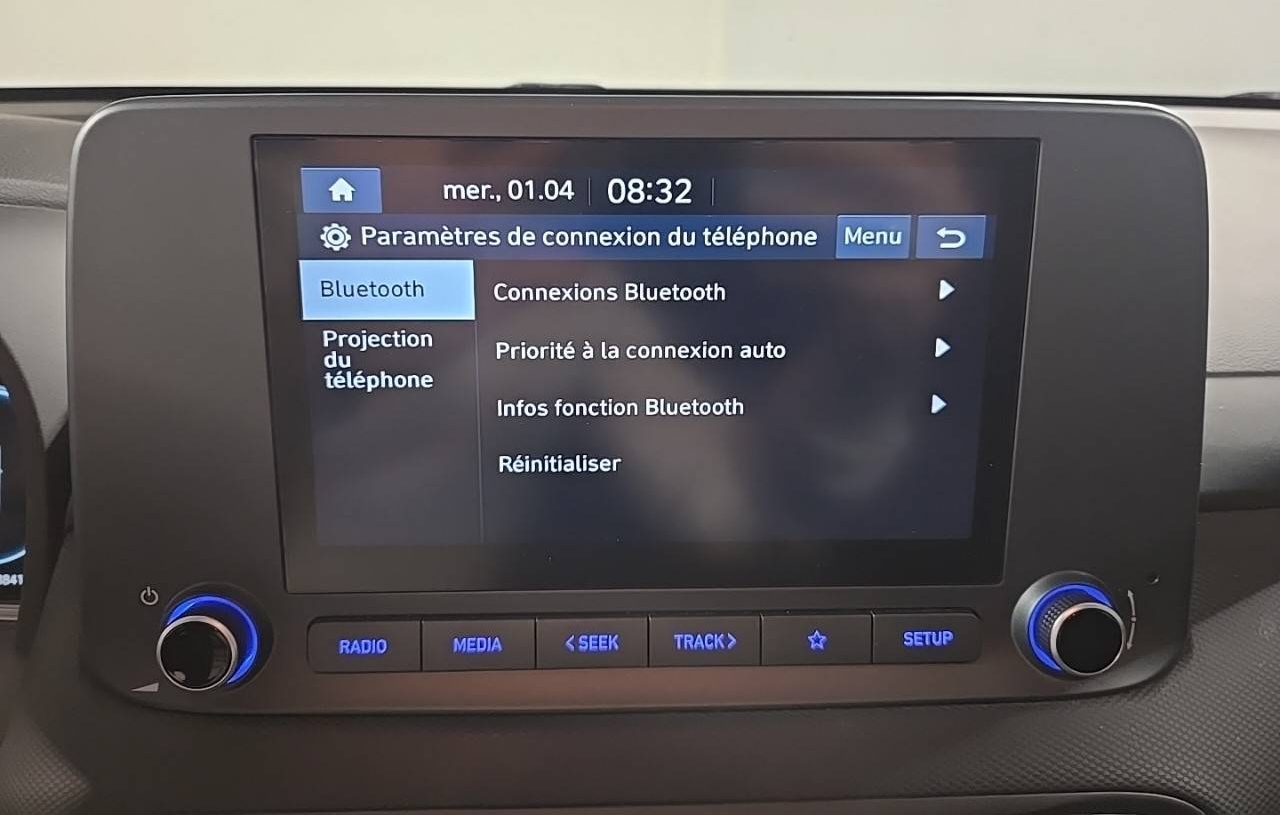 mer., 01.04 08:32
Paramètres de connexion du téléphone Menu
Bluetooth
Connexions Bluetooth
Projection
du
téléphone
Priorité à la connexion auto
Infos fonction Bluetooth
Réinitialiser
RADIO MEDIA <SEEK TRACK> SETUP